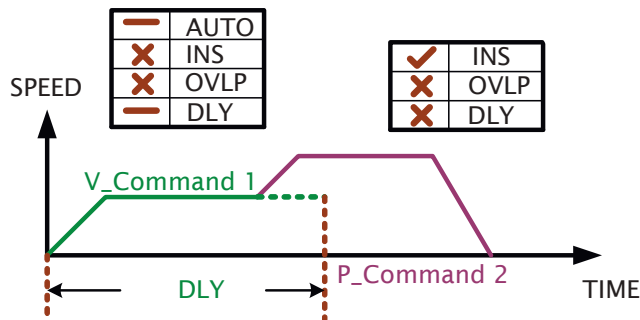 AUTO
INS
OVLP
DLY
INS
OVLP
DLY
SPEED
V_Command 1
P_Command 2
DLY
TIME